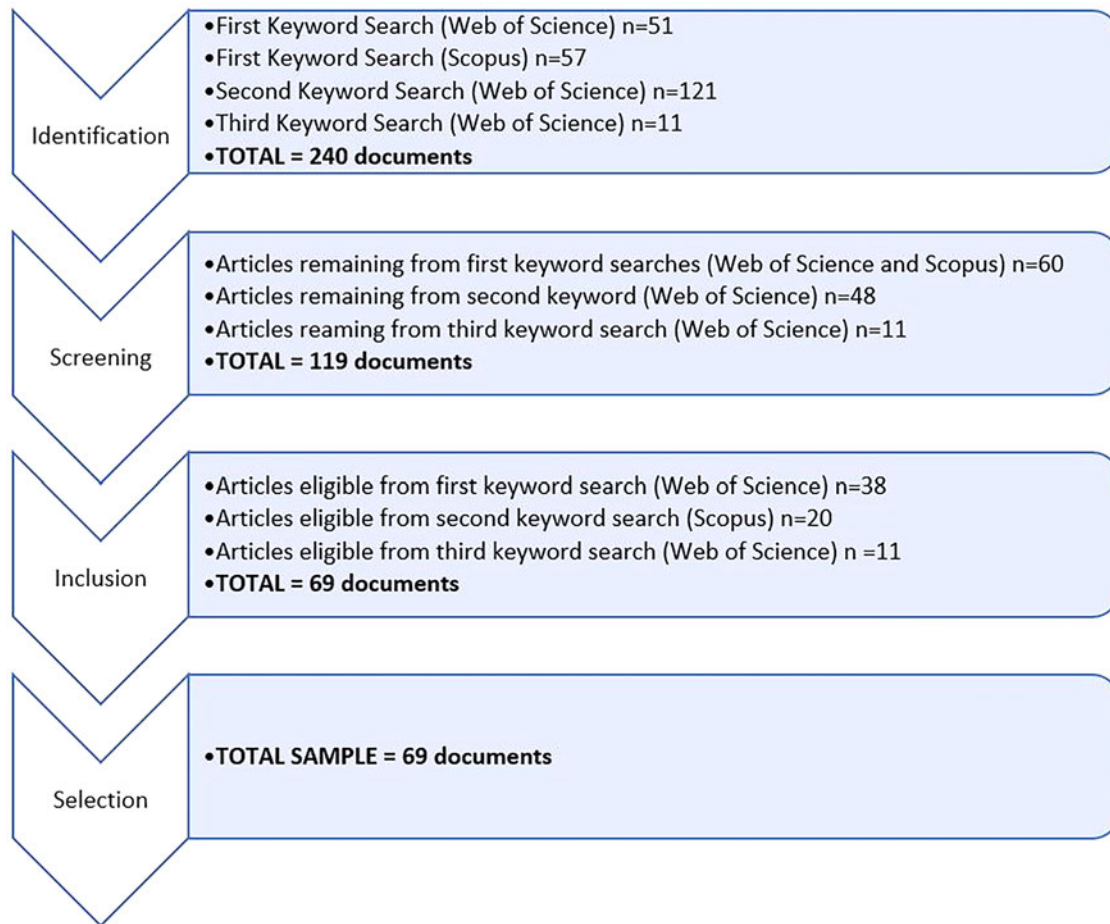 Identification
•First Keyword Search (Web of Science) n=51
•First Keyword Search (Scopus) n=57
•Second Keyword Search (Web of Science) n=121
•Third Keyword Search (Web of Science) n=11
•TOTAL = 240 documents
Screening
•Articles remaining from first keyword searches (Web of Science and Scopus) n=60
•Articles remaining from second keyword (Web of Science) n=48
•Articles reaming from third keyword search (Web of Science) n=11
•TOTAL = 119 documents
Inclusion
•Articles eligible from first keyword search (Web of Science) n=38
•Articles eligible from second keyword search (Scopus) n=20
•Articles eligible from third keyword search (Web of Science) n =11
•TOTAL = 69 documents
Selection
•TOTAL SAMPLE = 69 documents